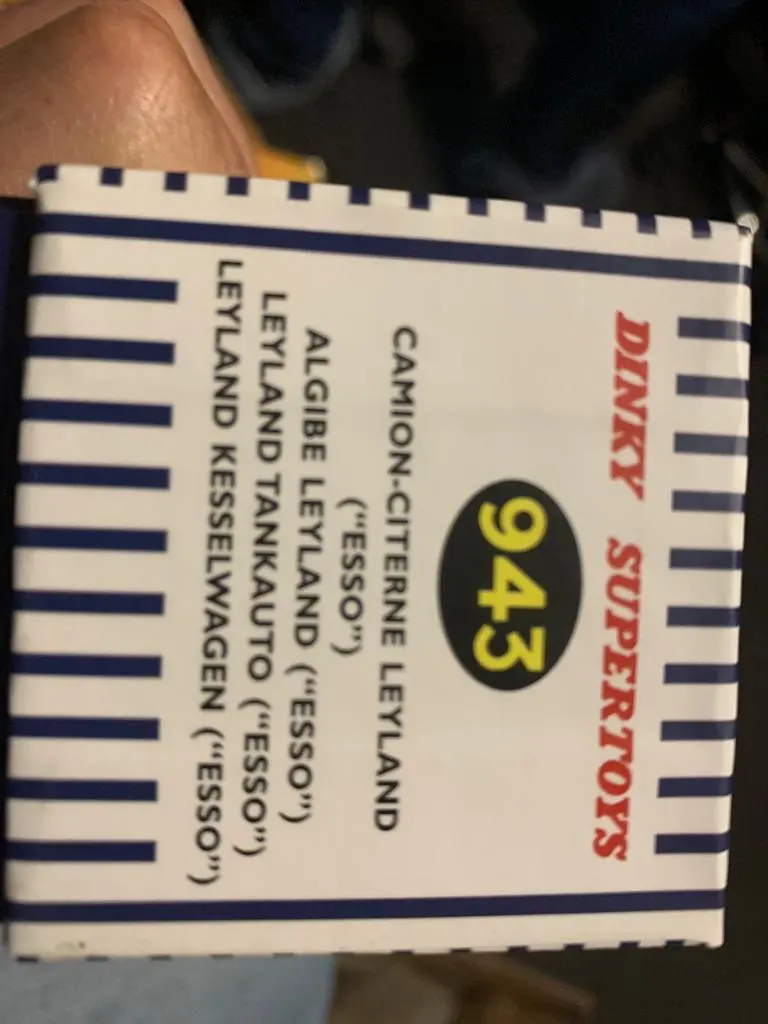 DINKY SUPERTOYS
943
CAMION-CITERNE LEYLAND
("ESSO")
ALGIBE LEYLAND ("ESSO")
LEYLAND TANKAUTO ("ESSO")
LEYLAND KESSELWAGEN ("ESSO")